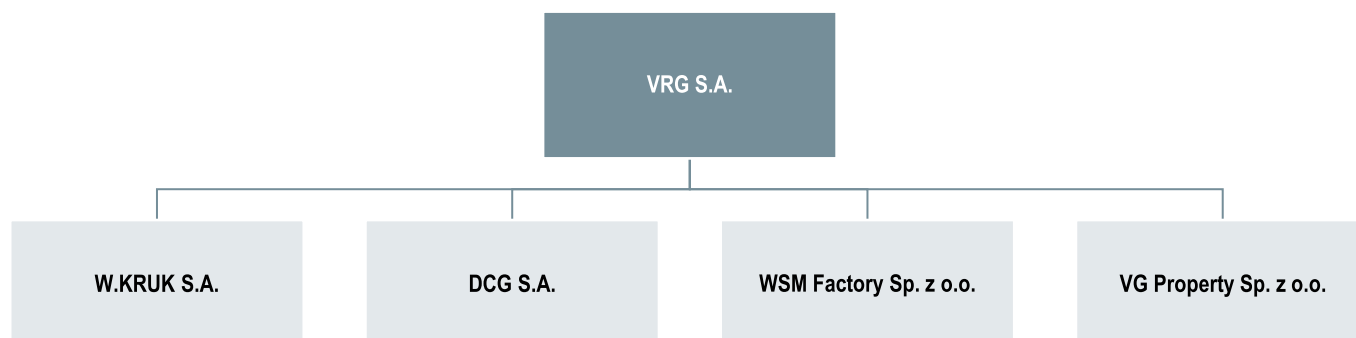 VRG S.A.
W.KRUK S.A.
DCG S.A.
WSM Factory Sp. z o.o.
VG Property Sp. z o.o.